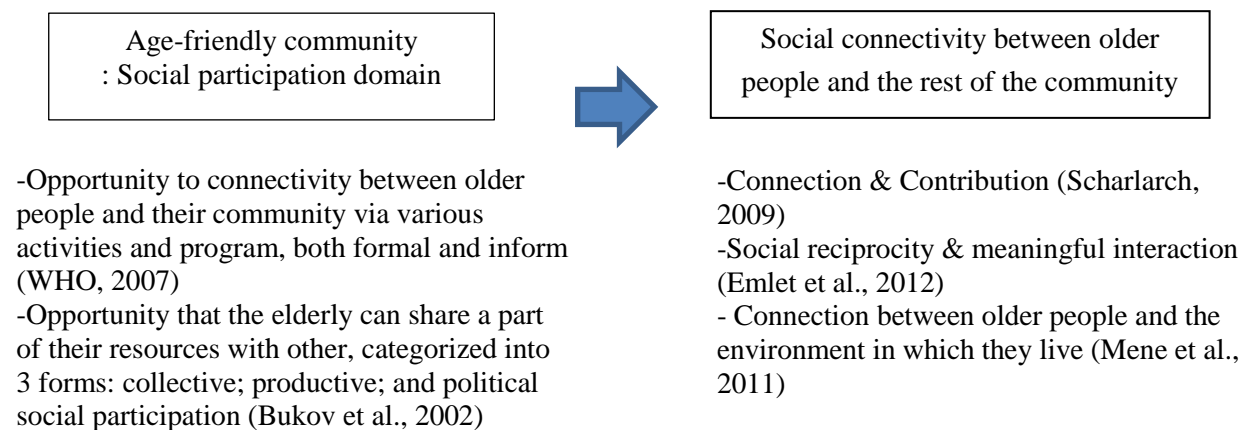 Age-friendly community
: Social participation domain
Social connectivity between older
people and the rest of the community
-Opportunity to connectivity between older
people and their community via various
activities and program, both formal and inform
(WHO, 2007)
-Opportunity that the elderly can share a part
of their resources with other, categorized into
3 forms: collective; productive; and political
social participation (Bukov et al., 2002)
-Connection & Contribution (Scharlarch,
2009)
-Social reciprocity & meaningful interaction
(Emlet et al., 2012)
- Connection between older people and the
environment in which they live (Mene et al.,
2011)